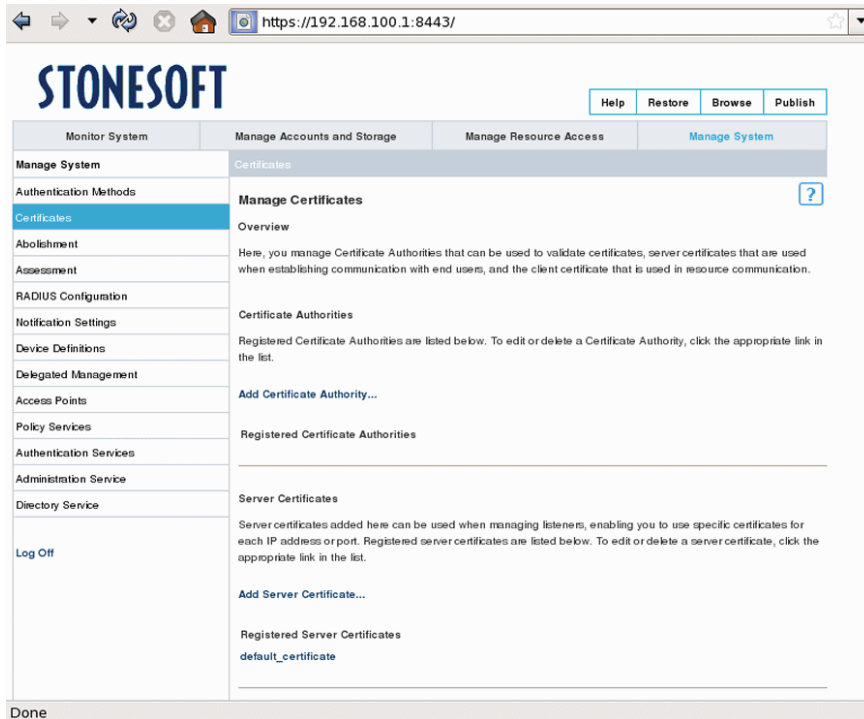 https://192.168.100.1:8443/
STONESOFT
Help Restore Browse Publish
Monitor System Manage Accounts and Storage Manage Resource Access Manage System
Manage System
Authentication Methods
Certificates
Abolishment
Assessment
RADIUS Configuration
Notification Settings
Device Definitions
Delegated Management
Access Points
Policy Services
Authentication Services
Administration Service
Directory Service
Log Off
Certificates
Manage Certificates
?
Overview
Here, you manage Certificate Authorities that can be used to validate certificates, server certificates that are used
when establishing communication with end users, and the client certificate that is used in resource communication.
Certificate Authorities
Registered Certificate Authorities are listed below. To edit or delete a Certificate Authority, click the appropriate link in
the list.
Add Certificate Authority...
Registered Certificate Authorities
Server Certificates
Server certificates added here can be used when managing listeners, enabling you to use specific certificates for
each IP address or port. Registered server certificates are listed below. To edit or delete a server certificate, click the
appropriate link in the list.
Add Server Certificate...
Registered Server Certificates
default_certificate
Done